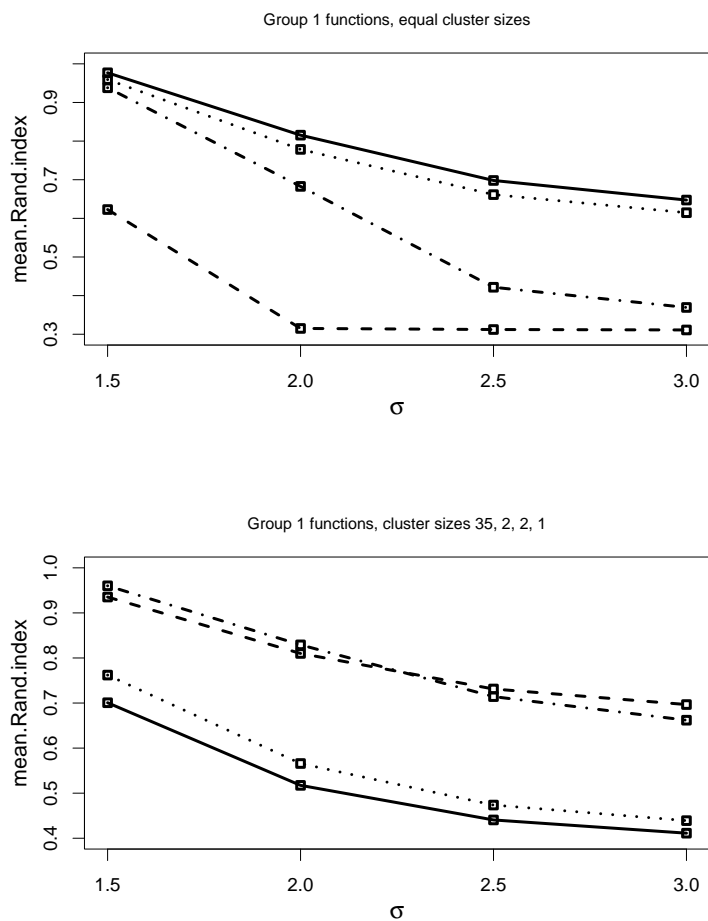 Group 1 functions, equal cluster sizes
mean.Rand.index
0.9
0.7
0.5
0.3
1.5 2.0 2.5 3.0
σ
Group 1 functions, cluster sizes 35, 2, 2, 1
mean.Rand.index
1.0
0.9
0.8
0.7
0.6
0.5
0.4
1.5 2.0 2.5 3.0
σ